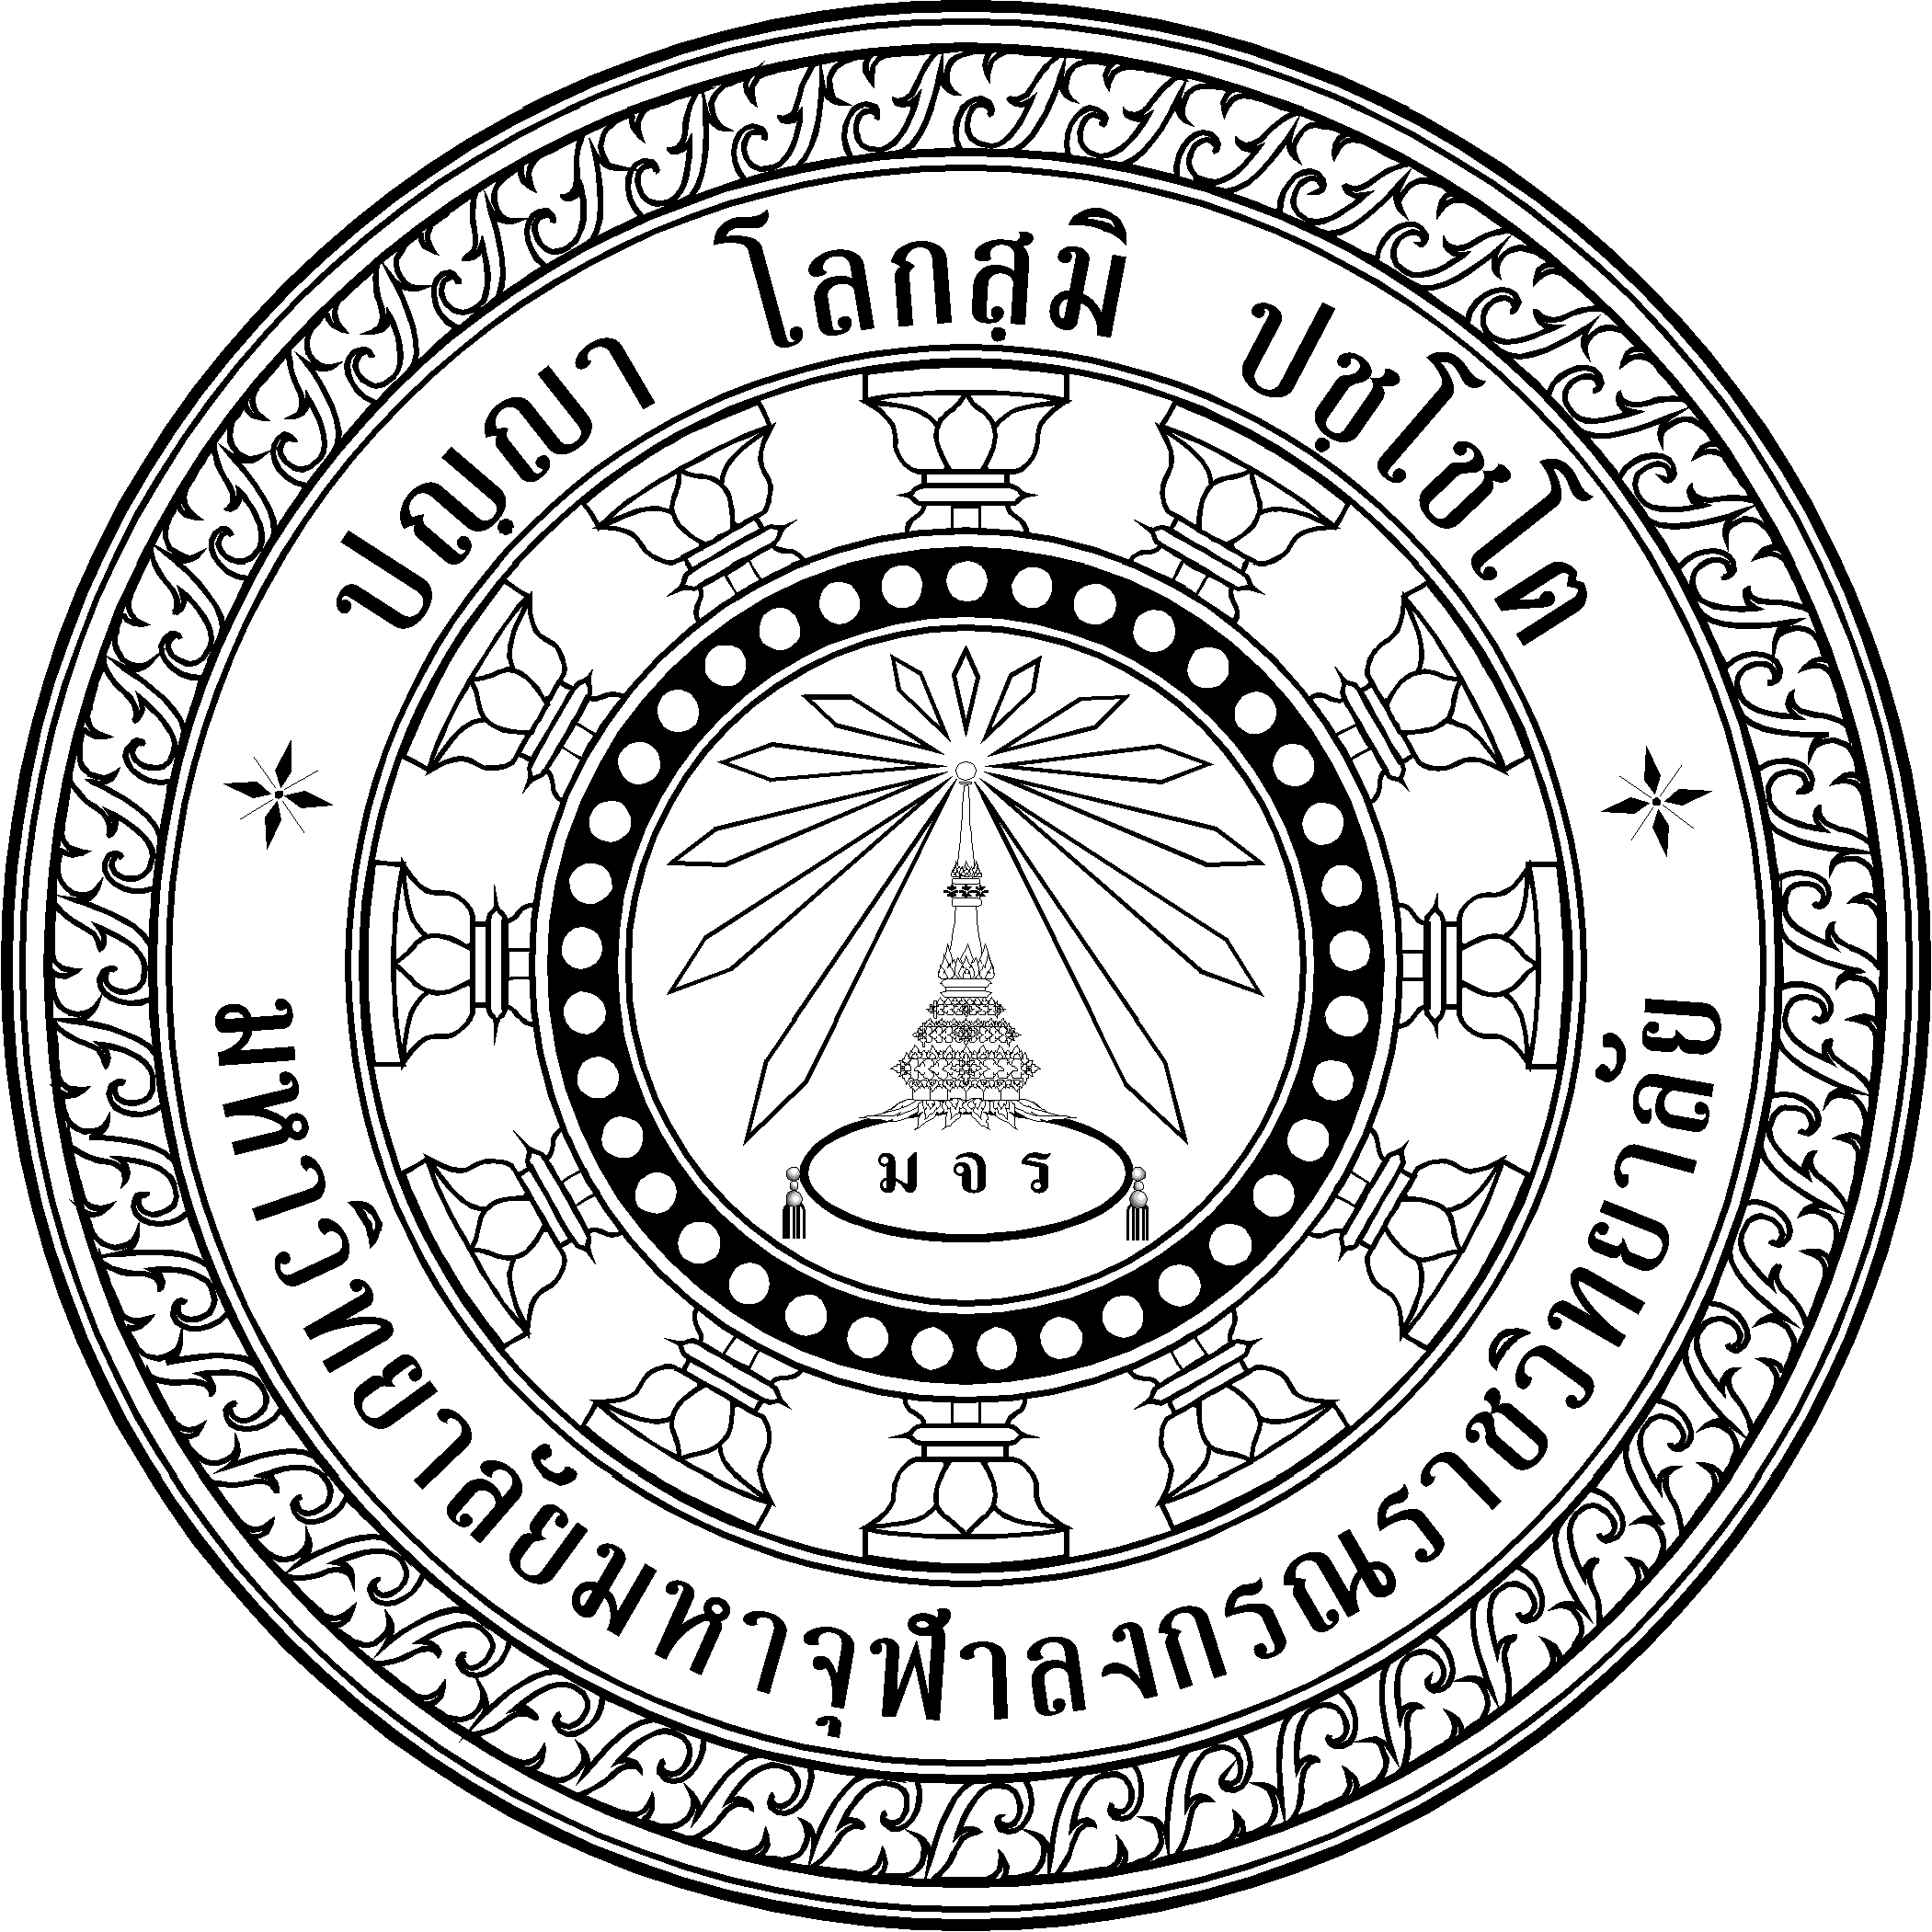 ปญฺญา โลกสฺมิ ปชฺโชโต
ม จ ร
มหาวิทยาลัยมหาจุฬาลงกรณราชวิทยาลัย